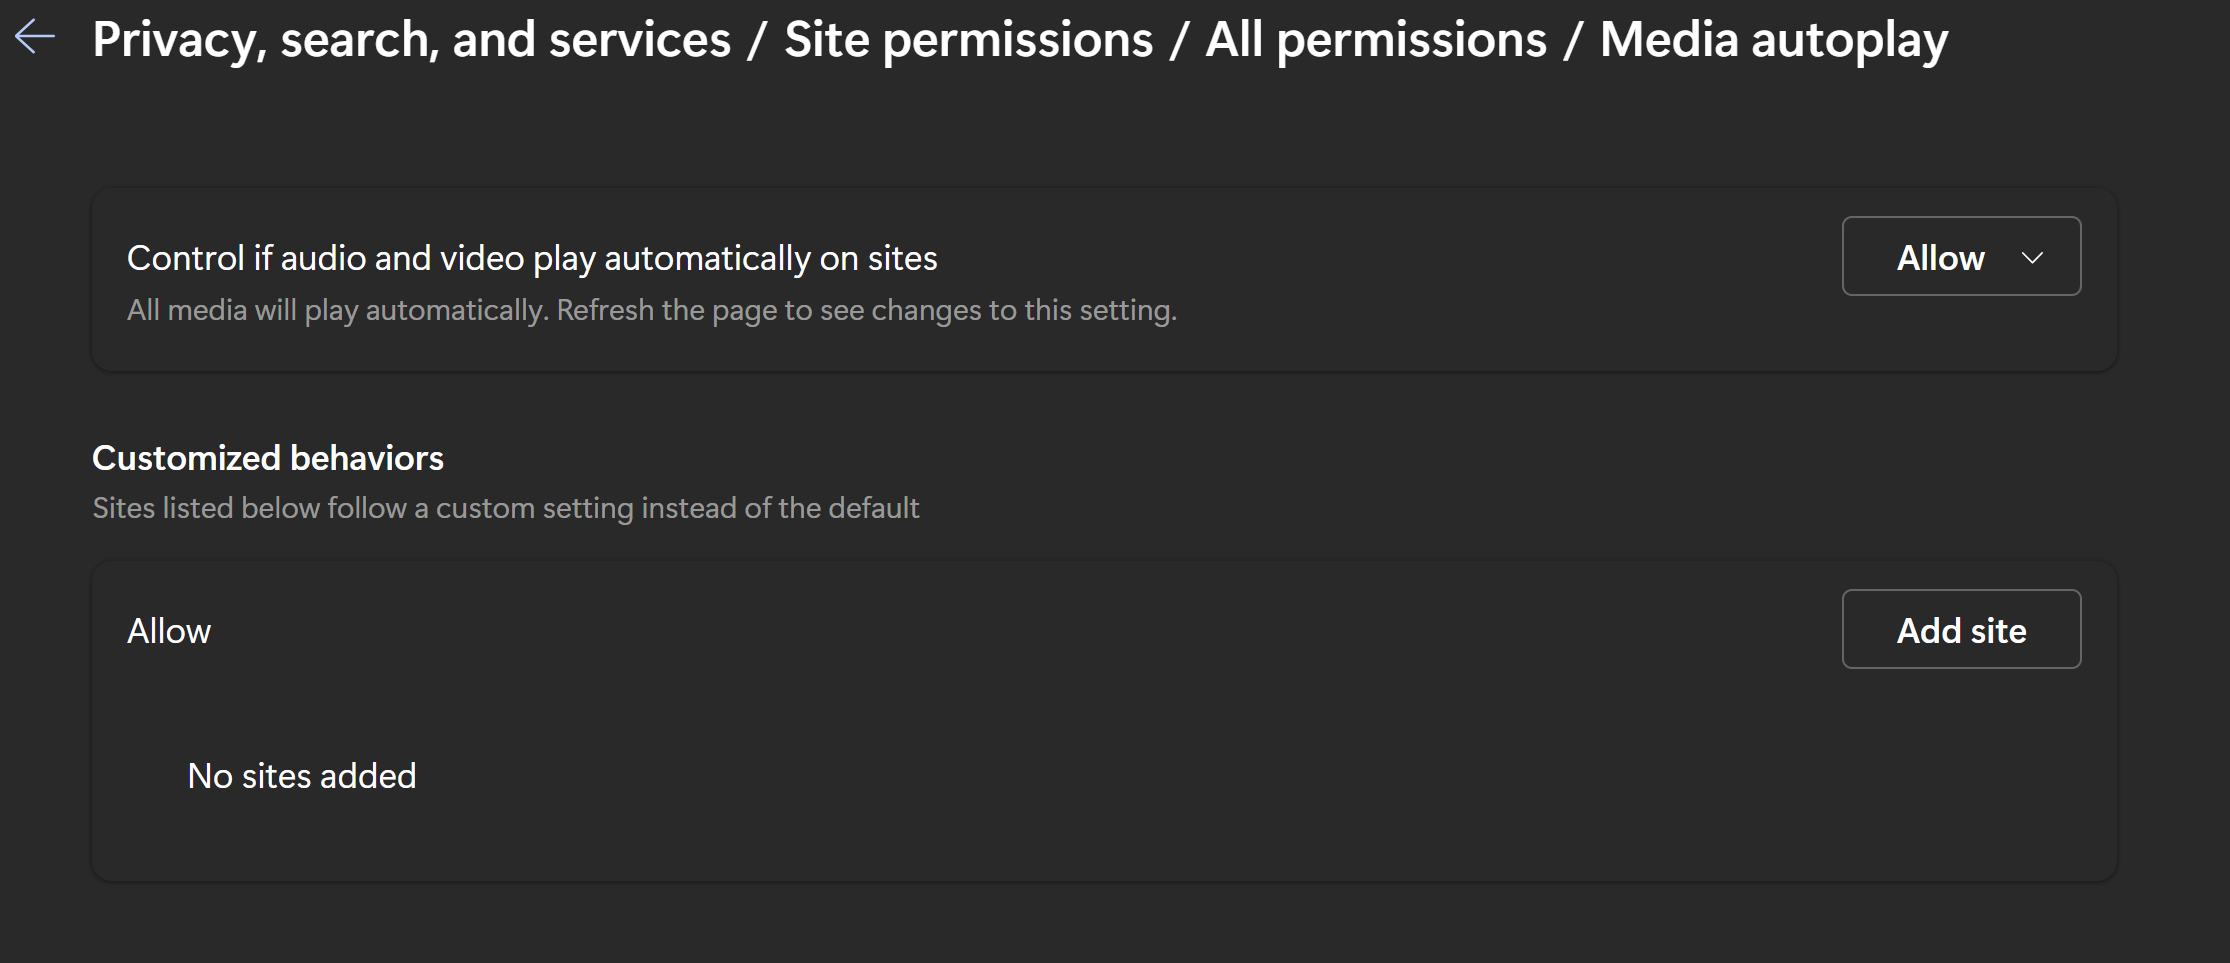 Privacy, search, and services / Site permissions / All permissions / Media autoplay
Control if audio and video play automatically on sites
Allow
All media will play automatically. Refresh the page to see changes to this setting.
Customized behaviors
Sites listed below follow a custom setting instead of the default
Allow
Add site
No sites added